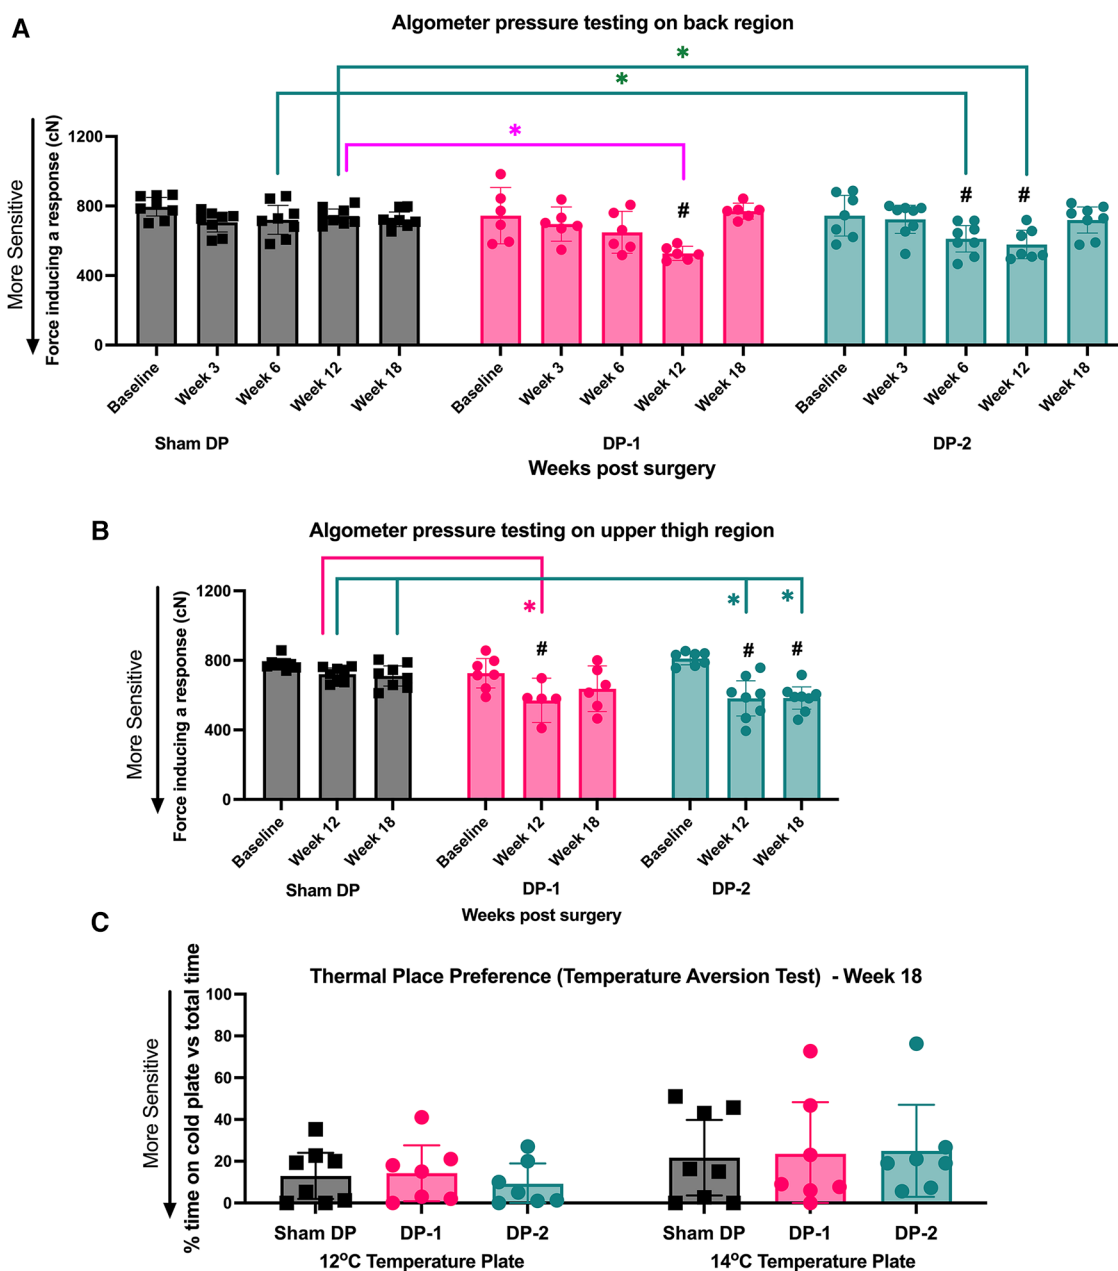 A
Algometer pressure testing on back region
*
*
*
More Sensitive
Force inducing a response (cN)
1200
800
400
0
#
#
#
Baseline
Week 3
Week 6
Week 12
Week 18
Baseline
Week 3
Week 6
Week 12
Week 18
Baseline
Week 3
Week 6
Week 12
Week 18
Sham DP
DP-1
DP-2
Weeks post surgery
B
Algometer pressure testing on upper thigh region
More Sensitive
Force inducing a response (cN)
1200
800
400
0
*
*
*
#
#
#
Baseline
Week 12
Week 18
Baseline
Week 12
Week 18
Baseline
Week 12
Week 18
Sham DP
DP-1
DP-2
Weeks post surgery
C
Thermal Place Preference (Temperature Aversion Test) - Week 18
More Sensitive
% time on cold plate vs total time
100
80
60
40
20
0
Sham DP
DP-1
DP-2
Sham DP
DP-1
DP-2
12°C Temperature Plate
14°C Temperature Plate